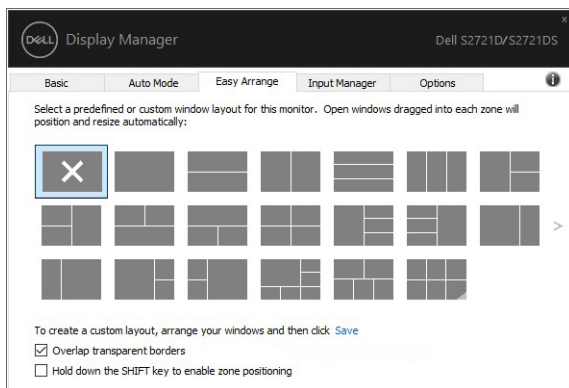 x
DELL Display Manager Dell S2721D/S2721DS
Basic Auto Mode Easy Arrange Input Manager Options i
Select a predefined or custom window layout for this monitor. Open windows dragged into each zone will
position and resize automatically:
>
To create a custom layout, arrange your windows and then click Save
Overlap transparent borders
Hold down the SHIFT key to enable zone positioning